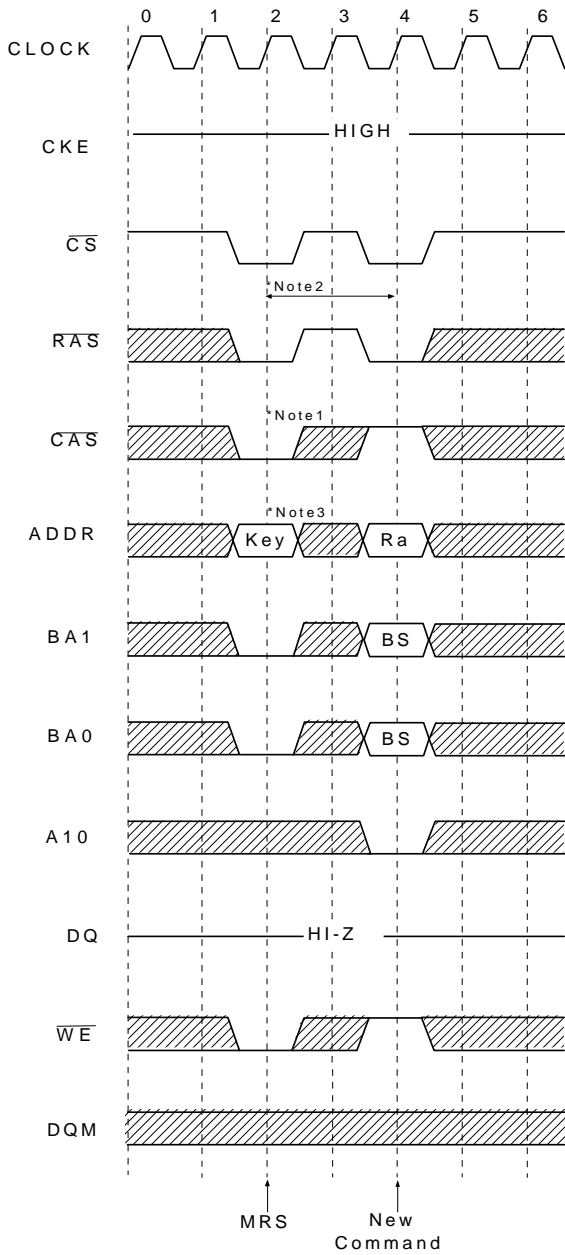 0 1 2 3 4 5 6
CLOCK
HIGH
CKE
CS
*Note2
RAS
*Note1
CAS
*Note3
ADDR
Key Ra
BA1
BS
BA0
BS
A10
DQ
HI-Z
WE
DQM
MRS
New
Command